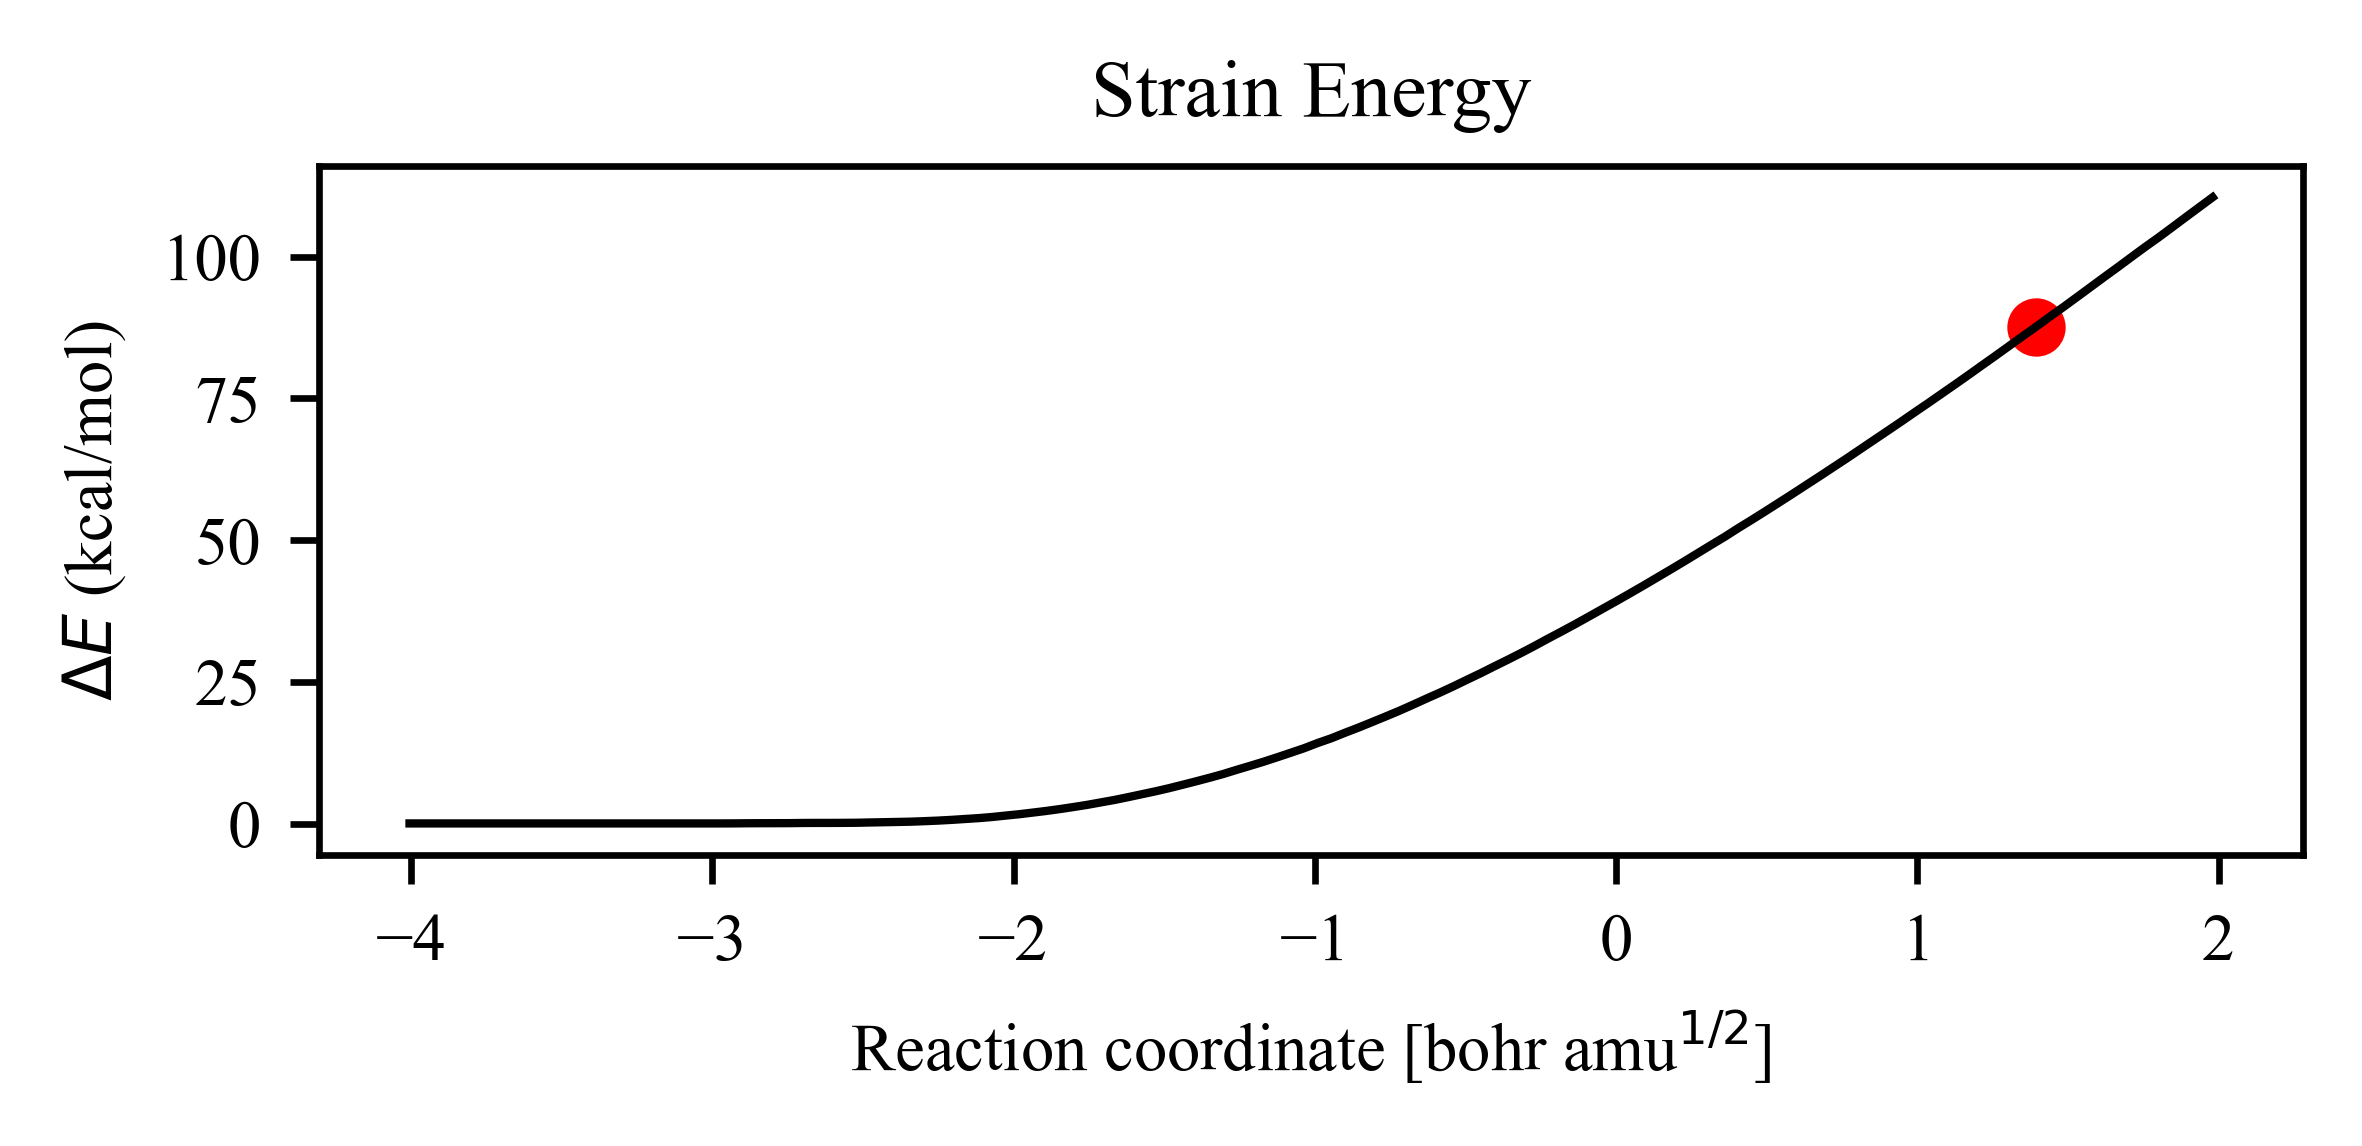 Strain Energy
ΔE (kcal/mol)
100
75
50
25
0
−4 −3 −2 −1 0 1 2
Reaction coordinate [bohr amu^1/2]